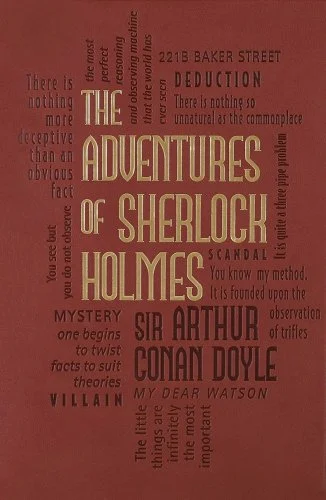 the most
perfect
reasoning
and observing machine
that the world has
ever seen
221B BAKER STREET
DEDUCTION
There is nothing so
unnatural as the commonplace
There is
nothing
more
deceptive
than an
obvious
fact
THE
ADVENTURES
OF SHERLOCK
HOLMES
It is quite a three pipe problem
You see but
you do not observe
SCANDAL
You know my method.
It is founded upon the
observation
of trifles
MYSTERY
one begins
to twist
facts to suit
theories
VILLAIN
SIR ARTHUR
CONAN DOYLE
MY DEAR WATSON
The little
things are
infinitely
the most
important